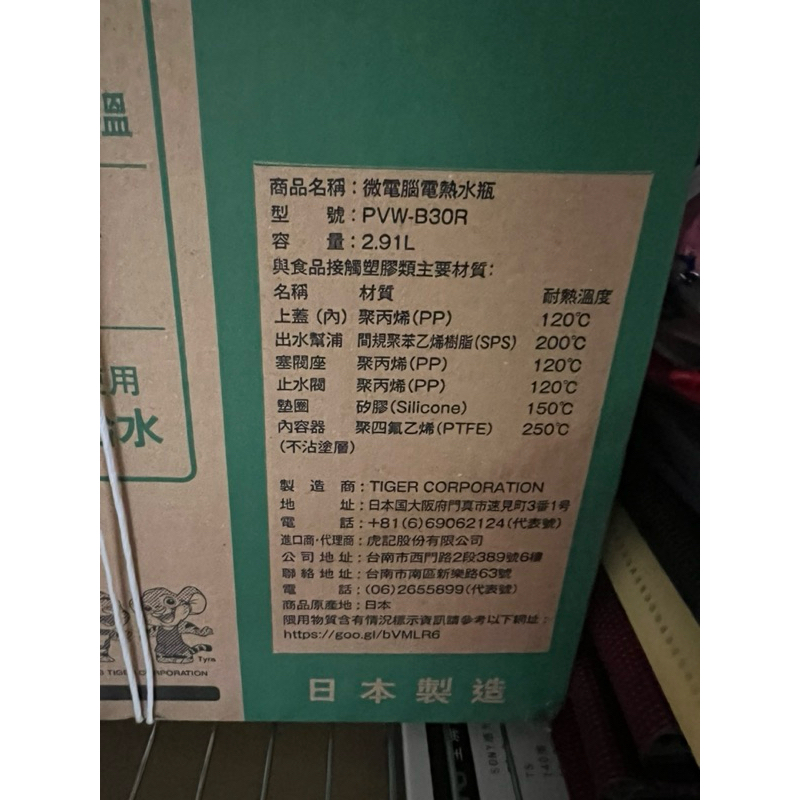 溫
用
水
商品名稱：微電腦電熱水瓶
型 號：PVW-B30R
容 量：2.91L
與食品接觸塑膠類主要材質：
名稱 材質 耐熱溫度
上蓋(內) 聚丙烯(PP) 120℃
出水幫浦 間規聚苯乙烯樹脂(SPS) 200℃
塞閥座 聚丙烯(PP) 120℃
止水閥 聚丙烯(PP) 120℃
墊圈 矽膠(Silicone) 150℃
內容器 聚四氟乙烯(PTFE) 250℃
(不沾塗層)
製 造 商：TIGER CORPORATION
地 址：日本国大阪府門真市速見町3番1号
電 話：+81(6)69062124(代表號)
進口商·代理商：虎記股份有限公司
公司地址：台南市西門路2段389號6樓
聯絡地址：台南市南區新樂路63號
電 話：(06)2655899(代表號)
商品原產地：日本
限用物質含有情況標示資訊請參考以下網址：
https://goo.gl/bVMLR6
Tyra
TIGER CORPORATION
日本製造